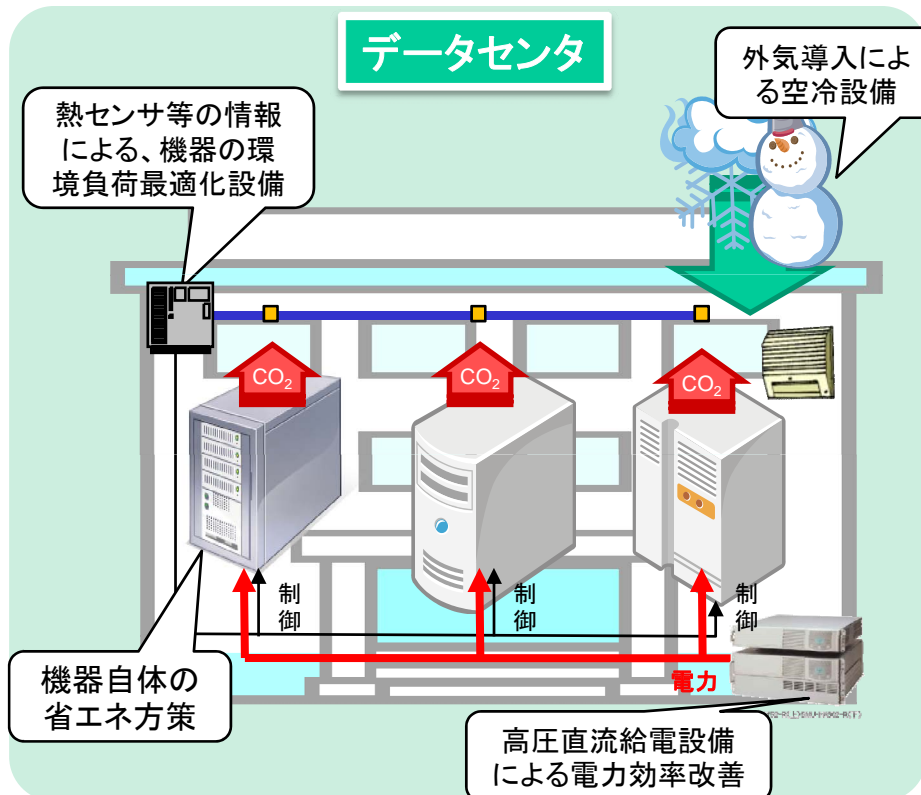 データセンタ
外気導入によ
る空冷設備
熱センサ等の情報
による、機器の環
境負荷最適化設備
CO₂
CO₂
CO₂
制
御
制
御
制
御
電力
機器自体の
省エネ方策
高圧直流給電設備
による電力効率改善